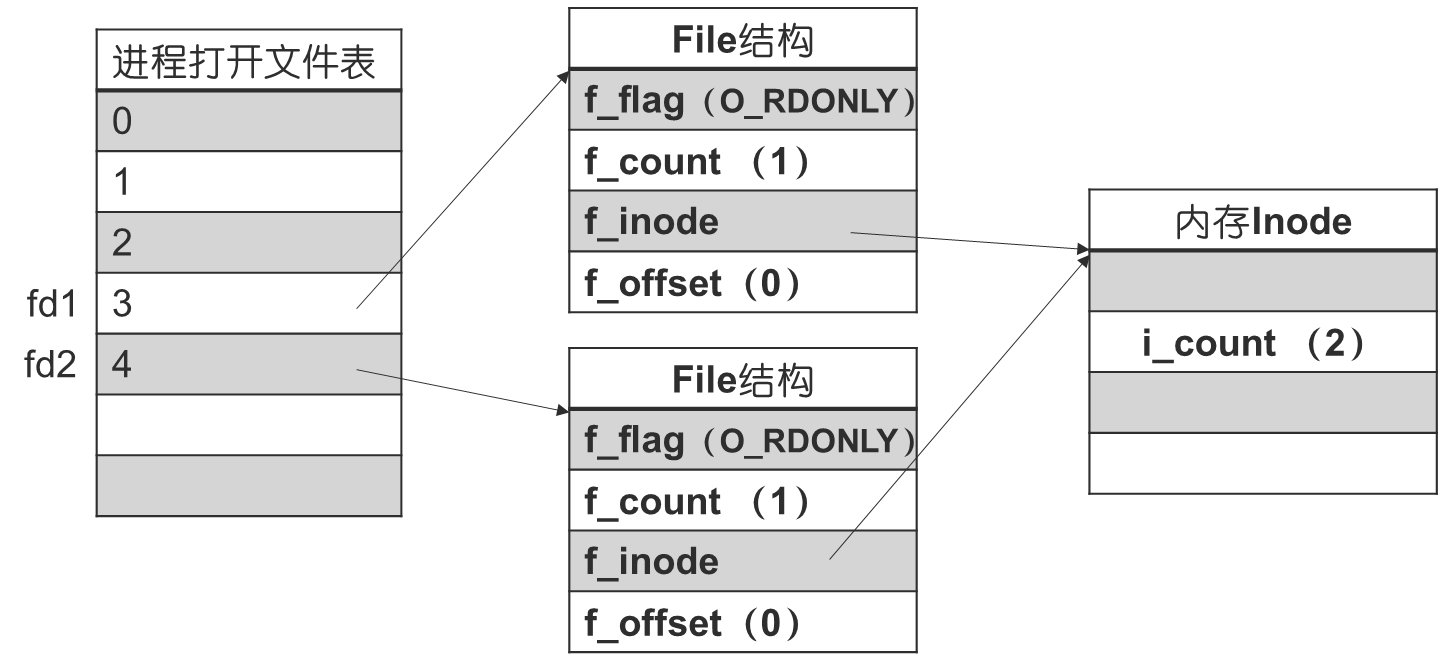 进程打开文件表
0
1
2
fd1 3
fd2 4
File结构
f_flag（O_RDONLY）
f_count （1）
f_inode
f_offset（0）
File结构
f_flag（O_RDONLY）
f_count （1）
f_inode
f_offset（0）
内存Inode
i_count （2）